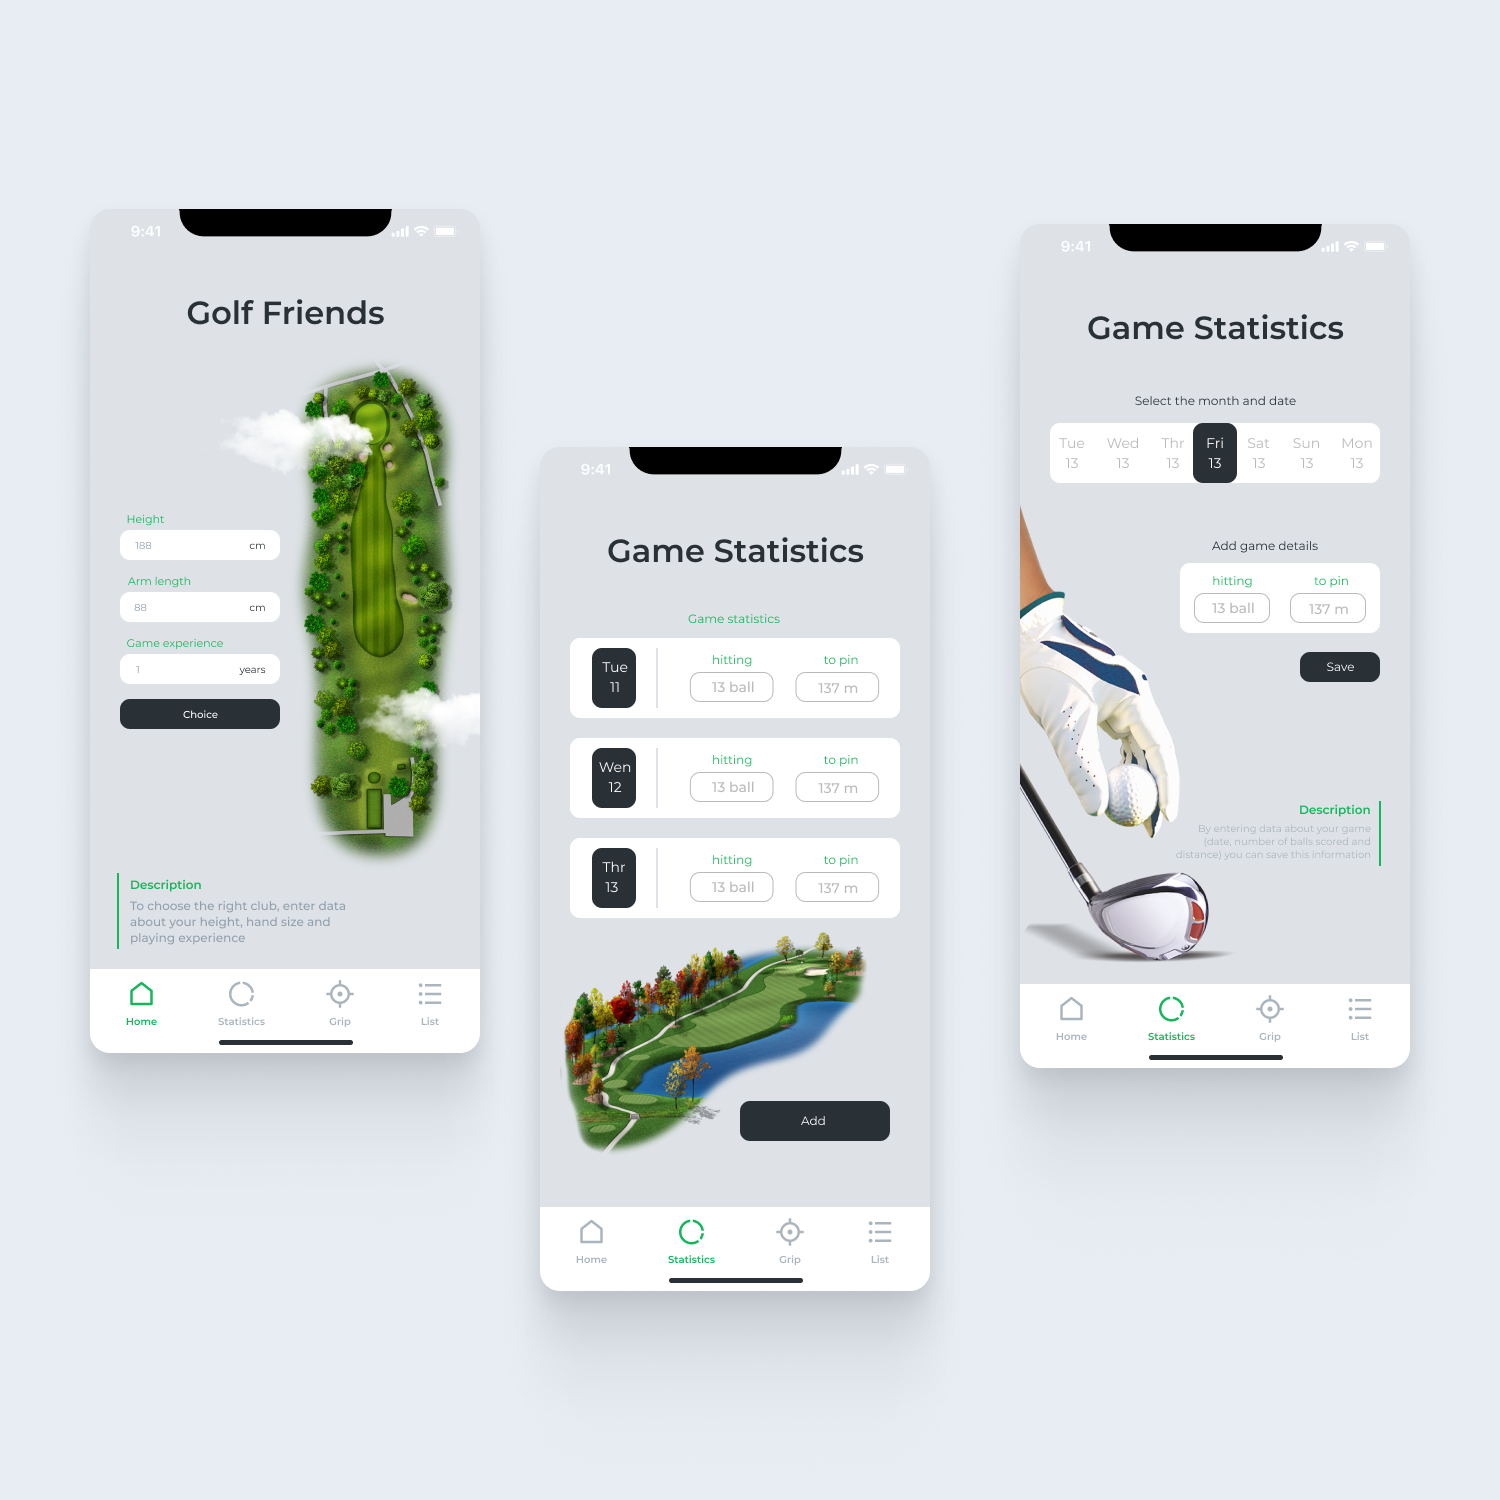 9:41
Golf Friends
Height
188 cm
Arm length
88 cm
Game experience
1 years
Choice
Description
To choose the right club, enter data
about your height, hand size and
playing experience
Home Statistics Grip List
9:41
Game Statistics
Game statistics
Tue
11
hitting to pin
13 ball 137 m
Wen
12
hitting to pin
13 ball 137 m
Thr
13
hitting to pin
13 ball 137 m
Add
Home Statistics Grip List
9:41
Game Statistics
Select the month and date
Tue Wed Thr Fri Sat Sun Mon
13 13 13 13 13 13 13
Add game details
hitting to pin
13 ball 137 m
Save
Description
By entering data about your game
(date, number of balls scored and
distance) you can save this information
Home Statistics Grip List